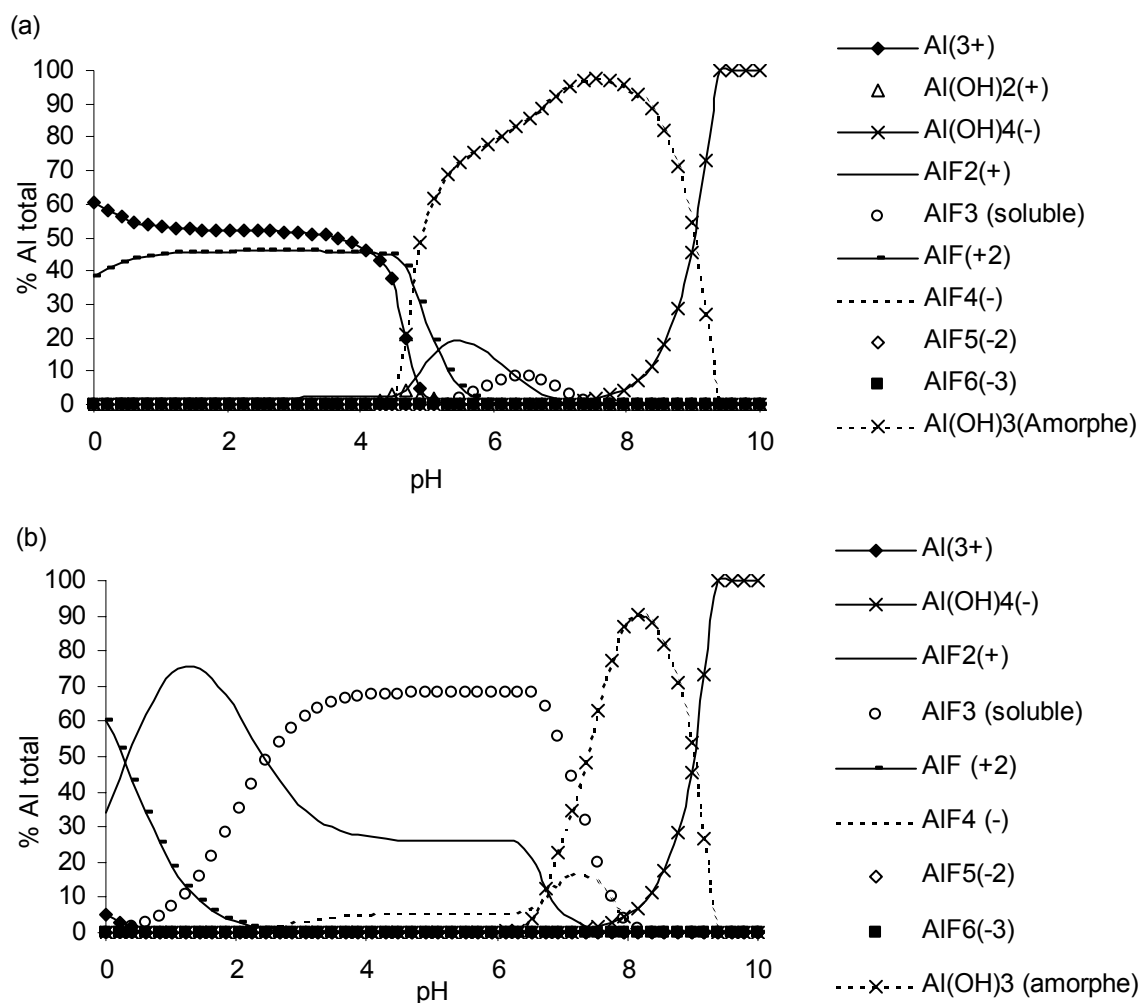 (a)
100
90
80
70
60
50
40
30
20
10
0
% Al total
0 2 4 6 8 10
pH
Al(3+)
Al(OH)2(+)
Al(OH)4(-)
AlF2(+)
AlF3 (soluble)
AlF(+2)
AlF4(-)
AlF5(-2)
AlF6(-3)
Al(OH)3(Amorphe)
(b)
100
90
80
70
60
50
40
30
20
10
0
% Al total
0 2 4 6 8 10
pH
Al(3+)
Al(OH)4(-)
AlF2(+)
AlF3 (soluble)
AlF (+2)
AlF4 (-)
AlF5(-2)
AlF6(-3)
Al(OH)3 (amorphe)